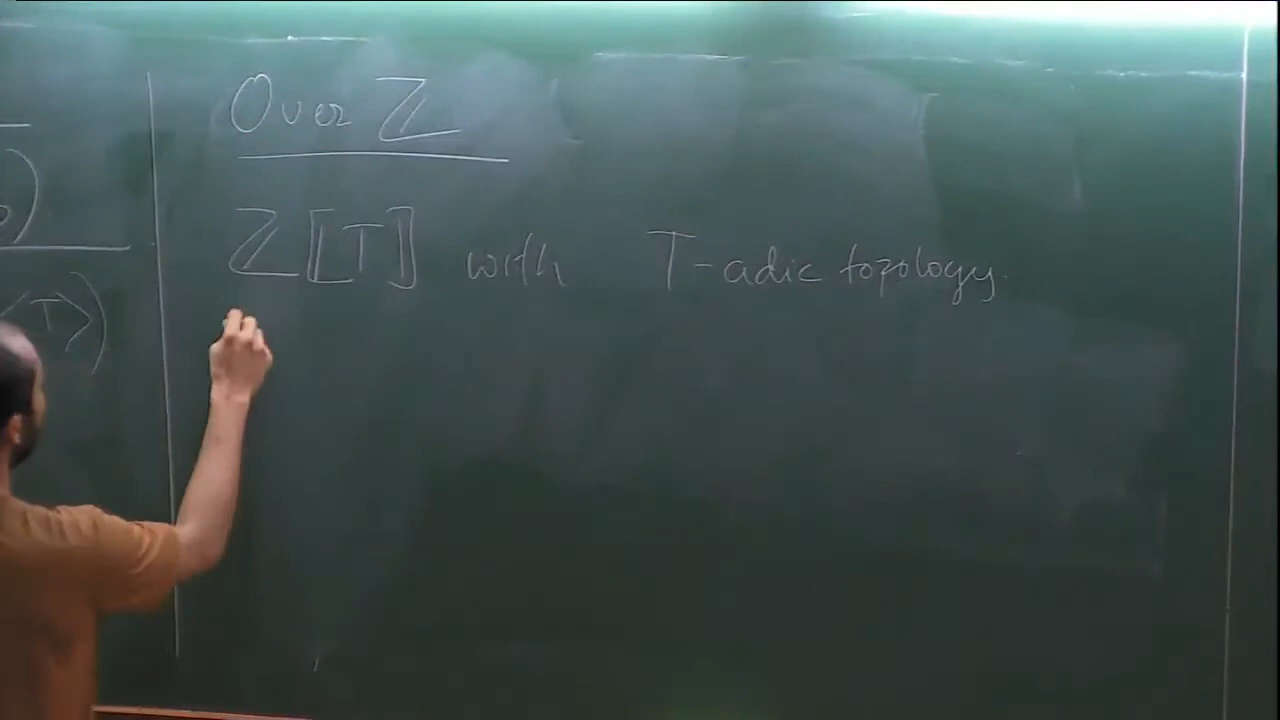 Over ℤ
ℤ⟦T⟧ with T-adic topology.
⟨T⟩)